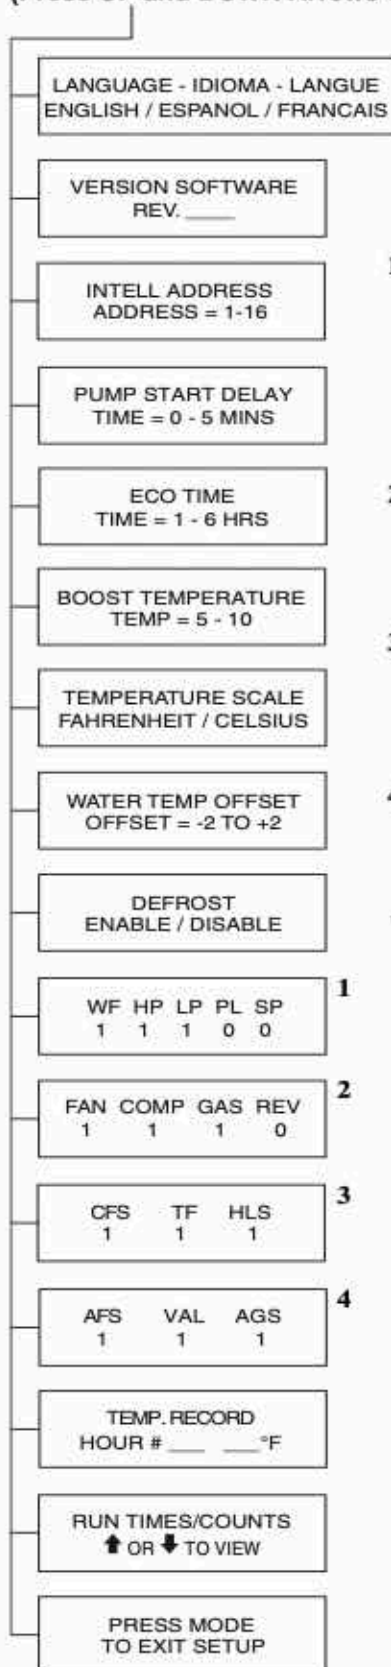 LANGUAGE - IDIOMA - LANGUE
ENGLISH / ESPANOL / FRANCAIS
VERSION SOFTWARE
REV. ____
INTELL ADDRESS
ADDRESS = 1-16
PUMP START DELAY
TIME = 0 - 5 MINS
ECO TIME
TIME = 1 - 6 HRS
BOOST TEMPERATURE
TEMP = 5 - 10
TEMPERATURE SCALE
FAHRENHEIT / CELSIUS
WATER TEMP OFFSET
OFFSET = -2 TO +2
DEFROST
ENABLE / DISABLE
WF HP LP PL SP 1
1 1 1 0 0
FAN COMP GAS REV 2
1 1 1 0
CFS TF HLS 3
1 1 1
AFS VAL AGS 4
1 1 1
TEMP. RECORD
HOUR # ___ ___°F
RUN TIMES/COUNTS
⬆ OR ⬇ TO VIEW
PRESS MODE
TO EXIT SETUP